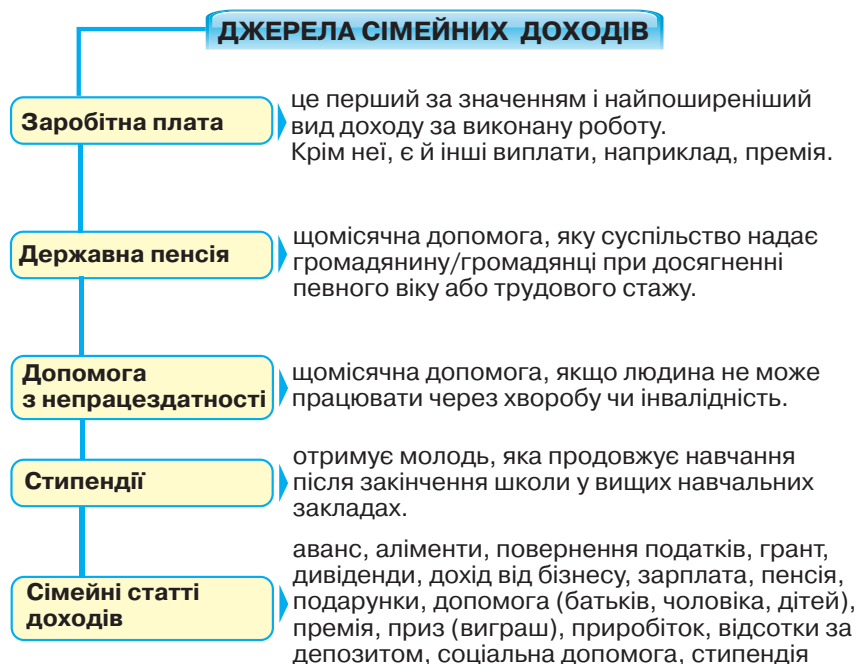 ДЖЕРЕЛА СІМЕЙНИХ ДОХОДІВ
Заробітна плата
це перший за значенням і найпоширеніший
вид доходу за виконану роботу.
Крім неї, є й інші виплати, наприклад, премія.
Державна пенсія
щомісячна допомога, яку суспільство надає
громадянину/громадянці при досягненні
певного віку або трудового стажу.
Допомога
з непрацездатності
щомісячна допомога, якщо людина не може
працювати через хворобу чи інвалідність.
Стипендії
отримує молодь, яка продовжує навчання
після закінчення школи у вищих навчальних
закладах.
Сімейні статті
доходів
аванс, аліменти, повернення податків, грант,
дивіденди, дохід від бізнесу, зарплата, пенсія,
подарунки, допомога (батьків, чоловіка, дітей),
премія, приз (виграш), приробіток, відсотки за
депозитом, соціальна допомога, стипендія